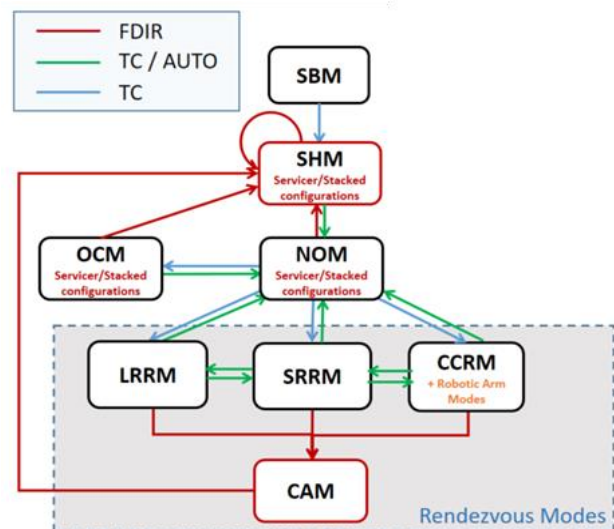 FDIR
TC / AUTO
TC
SBM
SHM
Servicer/Stacked
configurations
OCM
Servicer/Stacked
configurations
NOM
Servicer/Stacked
configurations
LRRM
SRRM
CCRM
+ Robotic Arm
Modes
CAM
Rendezvous Modes